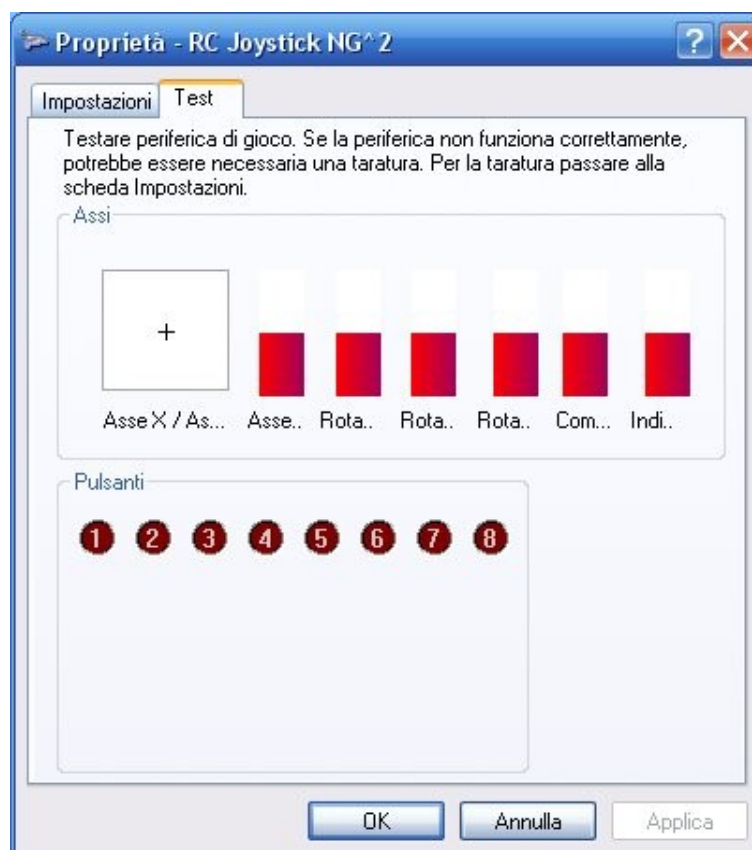 Proprietà - RC Joystick NG^2
Impostazioni Test
Testare periferica di gioco. Se la periferica non funziona correttamente,
potrebbe essere necessaria una taratura. Per la taratura passare alla
scheda Impostazioni.
Assi
Asse X / As... Asse.. Rota.. Rota.. Rota.. Com... Indi..
Pulsanti
1 2 3 4 5 6 7 8
OK Annulla Applica